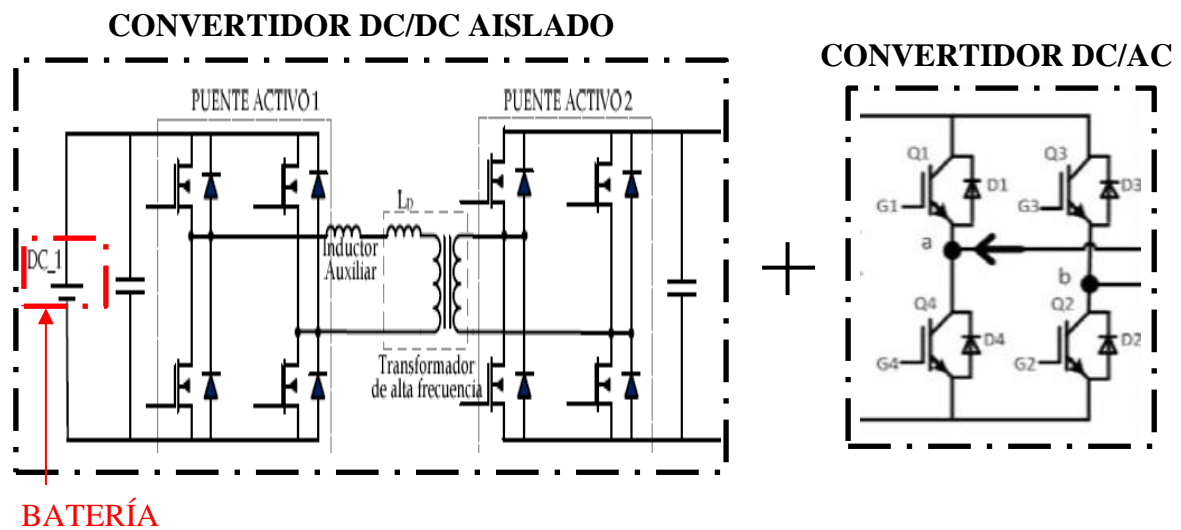 CONVERTIDOR DC/DC AISLADO
CONVERTIDOR DC/AC
PUENTE ACTIVO 1
PUENTE ACTIVO 2
DC_1
Inductor
Auxiliar
L_D
Transformador
de alta frecuencia
+
Q1
D1
G1
Q3
D3
G3
a
b
Q4
D4
G4
Q2
D2
G2
BATERÍA